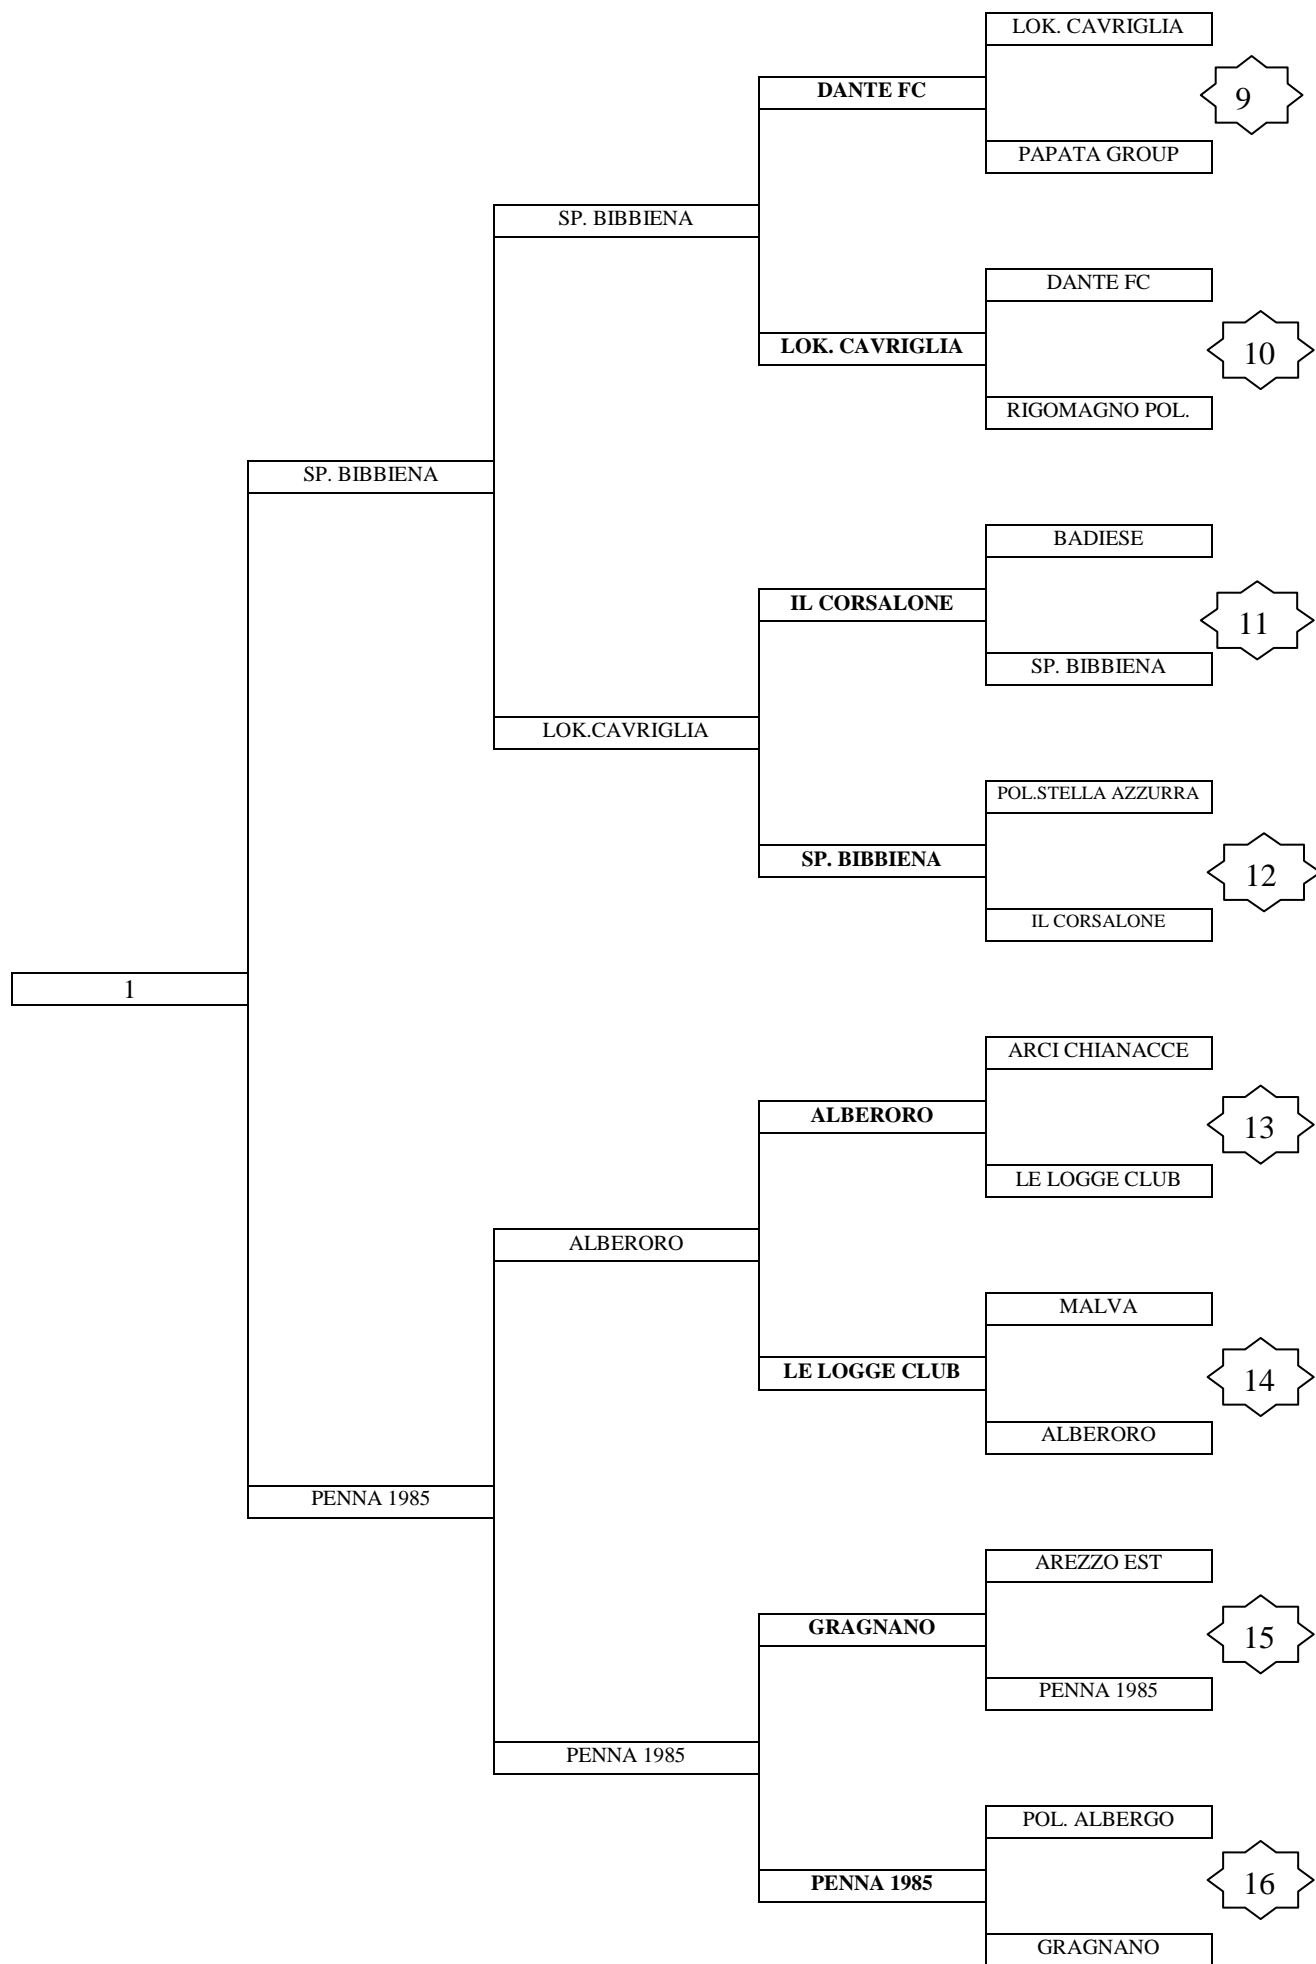 LOK. CAVRIGLIA
DANTE FC
9
PAPATA GROUP
SP. BIBBIENA
DANTE FC
LOK. CAVRIGLIA
10
RIGOMAGNO POL.
SP. BIBBIENA
BADIESE
IL CORSALONE
11
SP. BIBBIENA
LOK.CAVRIGLIA
POL.STELLA AZZURRA
SP. BIBBIENA
12
IL CORSALONE
1
ARCI CHIANACCE
ALBERORO
13
LE LOGGE CLUB
ALBERORO
MALVA
LE LOGGE CLUB
14
ALBERORO
PENNA 1985
AREZZO EST
GRAGNANO
15
PENNA 1985
PENNA 1985
POL. ALBERGO
PENNA 1985
16
GRAGNANO